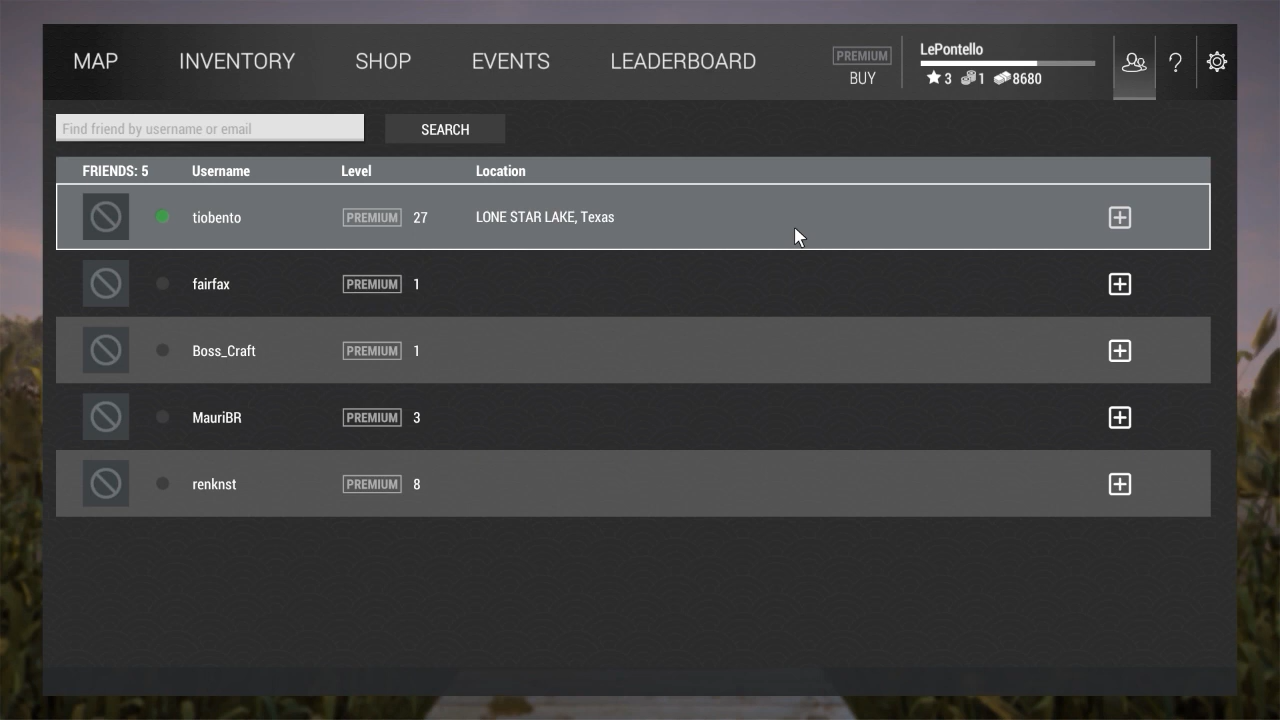 MAP INVENTORY SHOP EVENTS LEADERBOARD PREMIUM BUY LePontello ?
3 1 8680
Find friend by username or email SEARCH
FRIENDS: 5 Username Level Location
tiobento PREMIUM 27 LONE STAR LAKE, Texas
fairfax PREMIUM 1
Boss_Craft PREMIUM 1
MauriBR PREMIUM 3
renknst PREMIUM 8